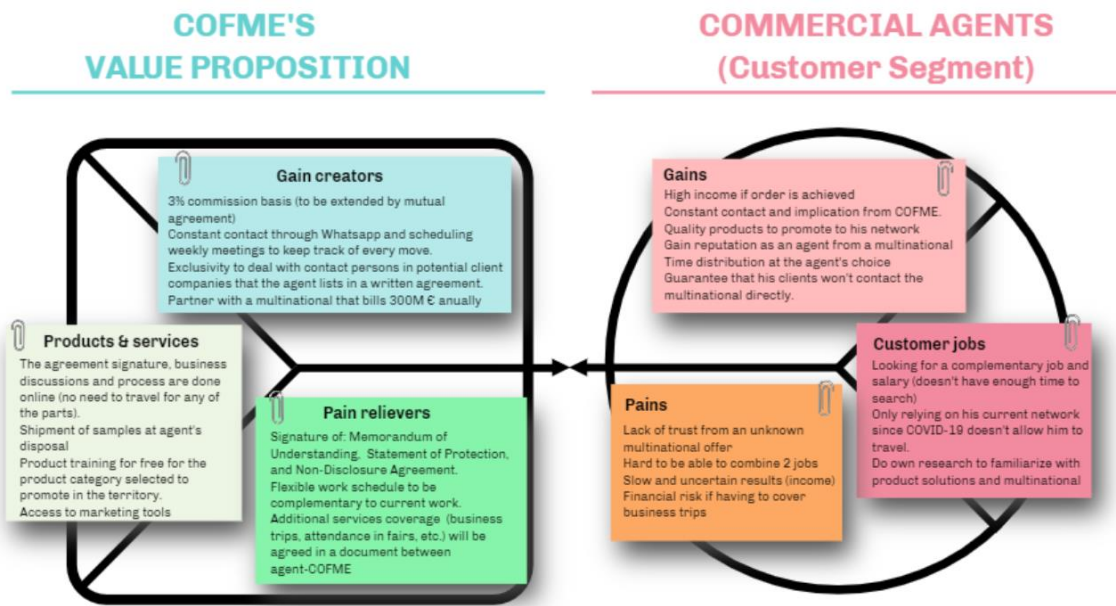 COFME'S
VALUE PROPOSITION
COMMERCIAL AGENTS
(Customer Segment)
Gain creators
3% commission basis (to be extended by mutual
agreement)
Constant contact through Whatsapp and scheduling
weekly meetings to keep track of every move.
Exclusivity to deal with contact persons in potential client
companies that the agent lists in a written agreement.
Partner with a multinational that bills 300M € anually
Gains
High income if order is achieved
Constant contact and implication from COFME.
Quality products to promote to his network
Gain reputation as an agent from a multinational
Time distribution at the agent's choice
Guarantee that his clients won't contact the
multinational directly.
Products & services
The agreement signature, business
discussions and process are done
online (no need to travel for any of
the parts).
Shipment of samples at agent's
disposal
Product training for free for the
product category selected to
promote in the territory.
Access to marketing tools
Pain relievers
Signature of: Memorandum of
Understanding, Statement of Protection,
and Non-Disclosure Agreement.
Flexible work schedule to be
complementary to current work.
Additional services coverage (business
trips, attendance in fairs, etc.) will be
agreed in a document between
agent-COFME
Pains
Lack of trust from an unknown
multinational offer
Hard to be able to combine 2 jobs
Slow and uncertain results (income)
Financial risk if having to cover
business trips
Customer jobs
Looking for a complementary job and
salary (doesn't have enough time to
search)
Only relying on his current network
since COVID-19 doesn't allow him to
travel.
Do own research to familiarize with
product solutions and multinational